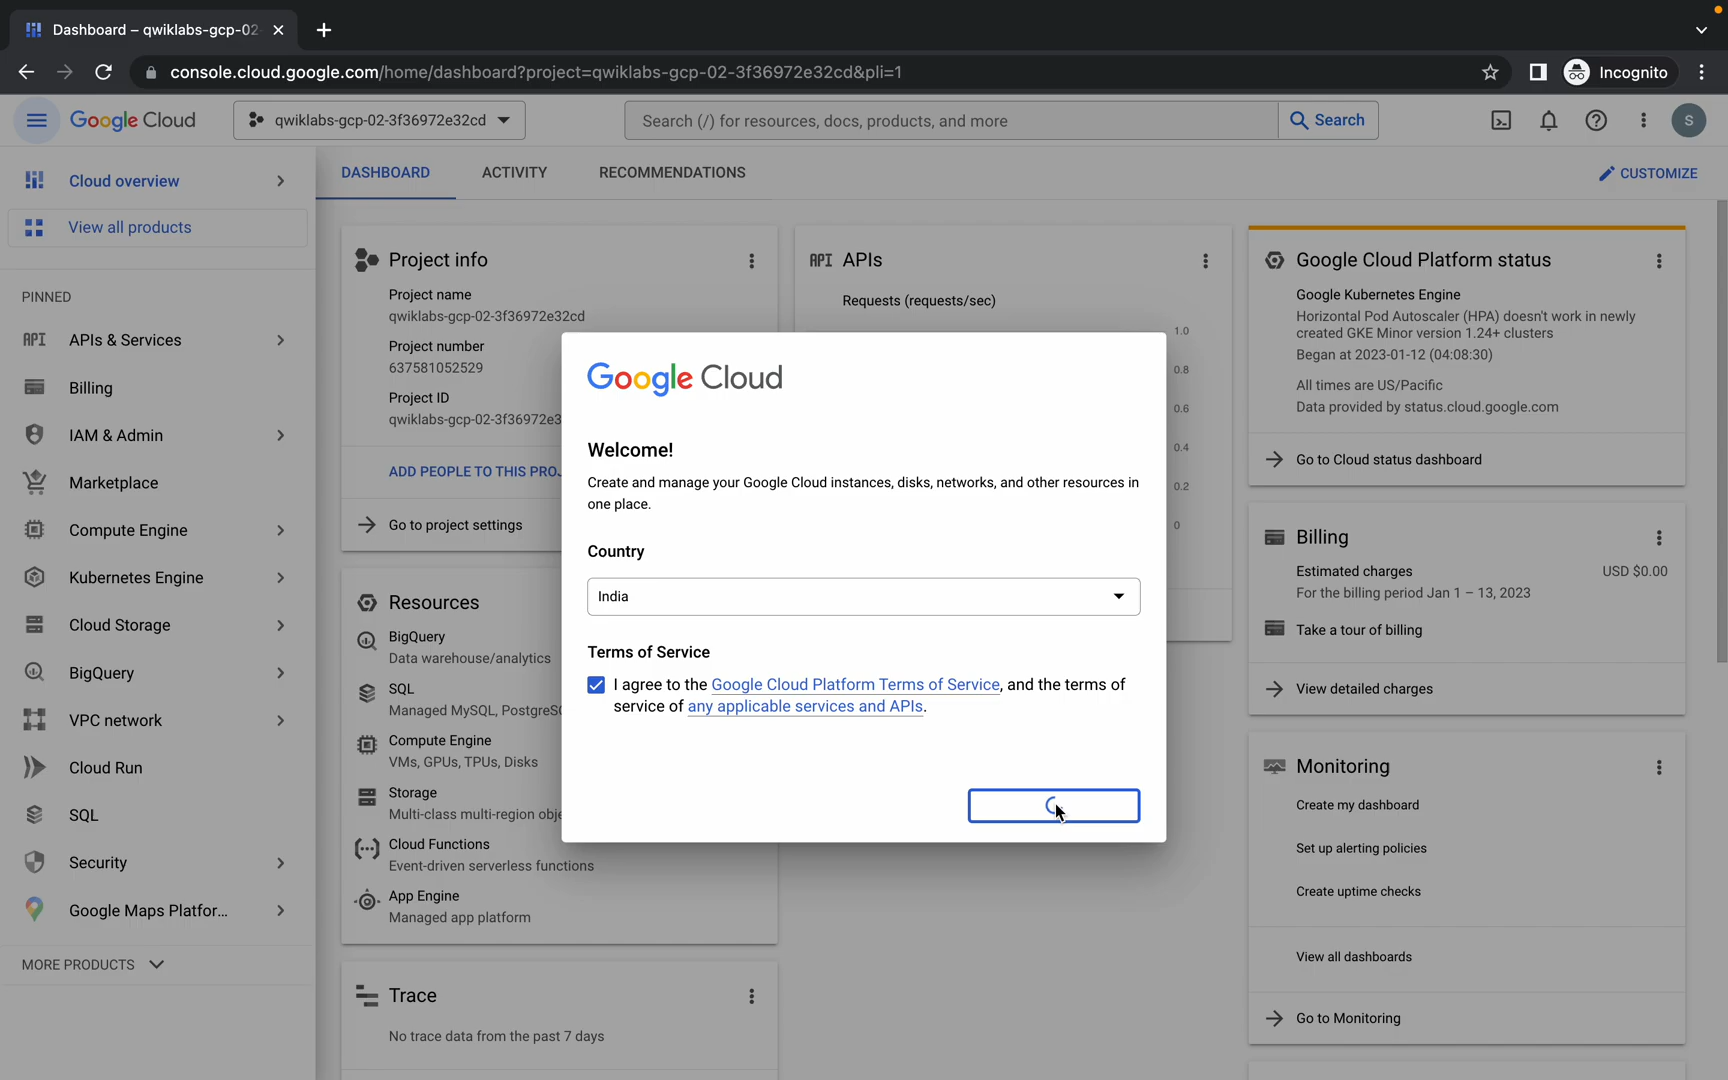 Dashboard – qwiklabs-gcp-02
console.cloud.google.com/home/dashboard?project=qwiklabs-gcp-02-3f36972e32cd&pli=1
Incognito
Google Cloud
qwiklabs-gcp-02-3f36972e32cd
Search (/) for resources, docs, products, and more
Search
S
Cloud overview
View all products
PINNED
API APIs & Services
Billing
IAM & Admin
Marketplace
Compute Engine
Kubernetes Engine
Cloud Storage
BigQuery
VPC network
Cloud Run
SQL
Security
Google Maps Platfor...
MORE PRODUCTS
DASHBOARD
ACTIVITY
RECOMMENDATIONS
CUSTOMIZE
Project info
Project name
qwiklabs-gcp-02-3f36972e32cd
Project number
637581052529
Project ID
qwiklabs-gcp-02-3f36972e3
ADD PEOPLE TO THIS PROJ
Go to project settings
Resources
BigQuery
Data warehouse/analytics
SQL
Managed MySQL, PostgreSQ
Compute Engine
VMs, GPUs, TPUs, Disks
Storage
Multi-class multi-region obje
Cloud Functions
Event-driven serverless functions
App Engine
Managed app platform
Trace
No trace data from the past 7 days
API APIs
Requests (requests/sec)
1.0
0.8
0.6
0.4
0.2
0
Google Cloud
Welcome!
Create and manage your Google Cloud instances, disks, networks, and other resources in
one place.
Country
India
Terms of Service
I agree to the Google Cloud Platform Terms of Service, and the terms of
service of any applicable services and APIs.
Google Cloud Platform status
Google Kubernetes Engine
Horizontal Pod Autoscaler (HPA) doesn't work in newly
created GKE Minor version 1.24+ clusters
Began at 2023-01-12 (04:08:30)
All times are US/Pacific
Data provided by status.cloud.google.com
Go to Cloud status dashboard
Billing
Estimated charges
USD $0.00
For the billing period Jan 1 – 13, 2023
Take a tour of billing
View detailed charges
Monitoring
Create my dashboard
Set up alerting policies
Create uptime checks
View all dashboards
Go to Monitoring